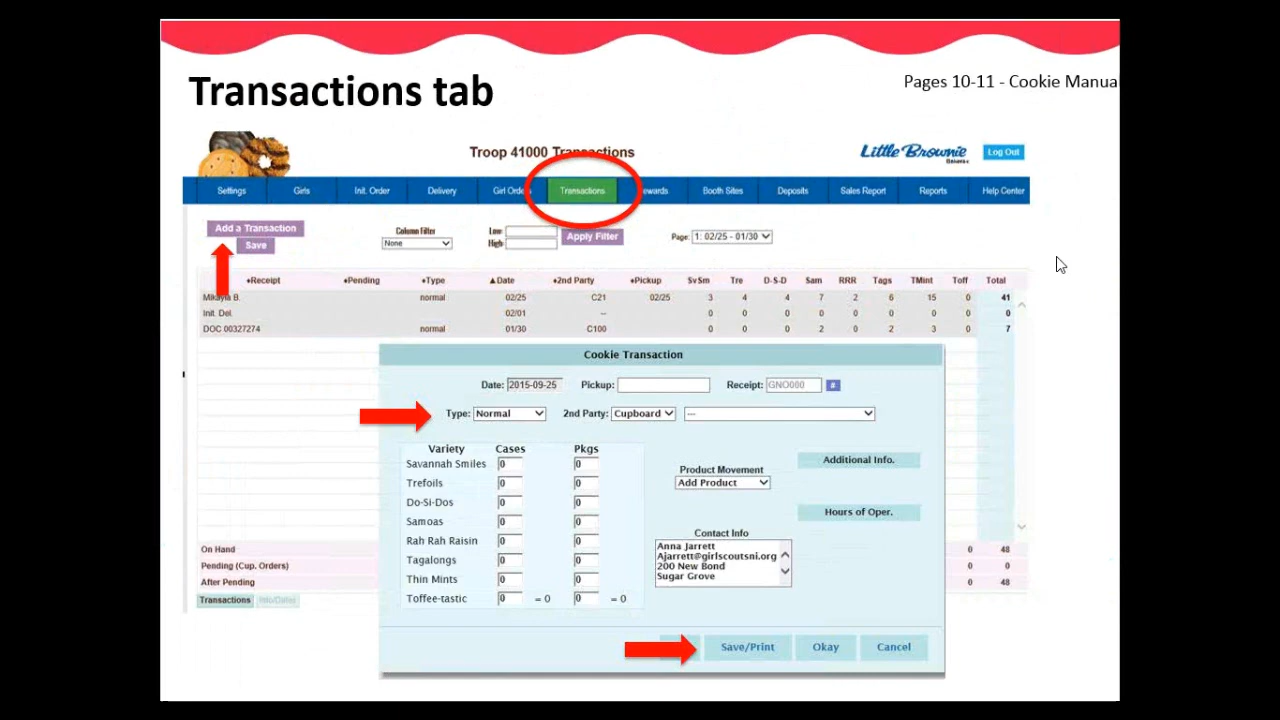 Transactions tab
Pages 10-11 - Cookie Manua
Troop 41000 Transactions
Little Brownie
Bakers
Log Out
Settings Girls Init. Order Delivery Girl Orders Transactions ewards Booth Sites Deposits Sales Report Reports Help Center
Add a Transaction
Save
Column Filter
None
Low:
High:
Apply Filter
Page: 1: 02/25 - 01/30
♦Receipt ♦Pending ♦Type ▲Date ♦2nd Party ♦Pickup SvSm Tre D-S-D Sam RRR Tags TMint Toff Total
Mikayla B. normal 02/25 C21 02/25 3 4 4 7 2 6 15 0 41
Init. Del. 02/01 -- 0 0 0 0 0 0 0 0 0
DOC 00327274 normal 01/30 C100 0 0 0 2 0 2 3 0 7
Cookie Transaction
Date: 2015-09-25 Pickup: Receipt: GNO000 #
Type: Normal 2nd Party: Cupboard ---
Variety Cases Pkgs
Savannah Smiles 0 0
Trefoils 0 0
Do-Si-Dos 0 0
Samoas 0 0
Rah Rah Raisin 0 0
Tagalongs 0 0
Thin Mints 0 0
Toffee-tastic 0 = 0 0 = 0
Product Movement
Add Product
Additional Info.
Hours of Oper.
Contact Info
Anna Jarrett
Ajarrett@girlscoutsni.org
200 New Bond
Sugar Grove
On Hand 0 48
Pending (Cup. Orders) 0 0
After Pending 0 48
Transactions Info/Dates
Save/Print Okay Cancel